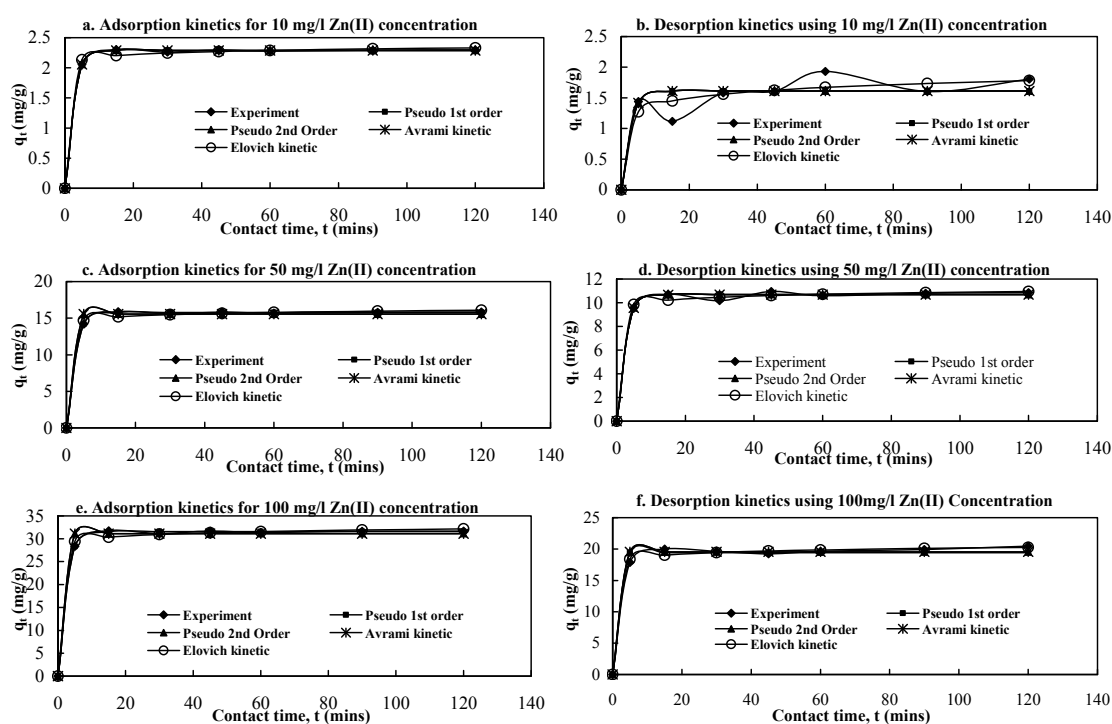 a. Adsorption kinetics for 10 mg/l Zn(II) concentration
2.5
2
1.5
1
0.5
0
qt (mg/g)
Experiment
Pseudo 1st order
Pseudo 2nd Order
Avrami kinetic
Elovich kinetic
0 20 40 60 80 100 120 140
Contact time, t (mins)
b. Desorption kinetics using 10 mg/l Zn(II) concentration
2.5
2
1.5
1
0.5
0
qt (mg/g)
Experiment
Pseudo 1st order
Pseudo 2nd Order
Avrami kinetic
Elovich kinetic
0 20 40 60 80 100 120 140
Contact time, t (mins)
c. Adsorption kinetics for 50 mg/l Zn(II) concentration
20
15
10
5
0
qt (mg/g)
Experiment
Pseudo 1st order
Pseudo 2nd Order
Avrami kinetic
Elovich kinetic
0 20 40 60 80 100 120 140
Contact time, t (mins)
d. Desorption kinetics using 50 mg/l Zn(II) concentration
12
10
8
6
4
2
0
qt (mg/g)
Experiment
Pseudo 1st order
Pseudo 2nd Order
Avrami kinetic
Elovich kinetic
0 20 40 60 80 100 120 140
Contact time, t (mins)
e. Adsorption kinetics for 100 mg/l Zn(II) concentration
35
30
25
20
15
10
5
0
qt (mg/g)
Experiment
Pseudo 1st order
Pseudo 2nd Order
Avrami kinetic
Elovich kinetic
0 20 40 60 80 100 120 140
Contact time, t (mins)
f. Desorption kinetics using 100mg/l Zn(II) Concentration
25
20
15
10
5
0
qt (mg/g)
Experiment
Pseudo 1st order
Pseudo 2nd Order
Avrami kinetic
Elovich kinetic
0 20 40 60 80 100 120 140
Contact time, t (mins)